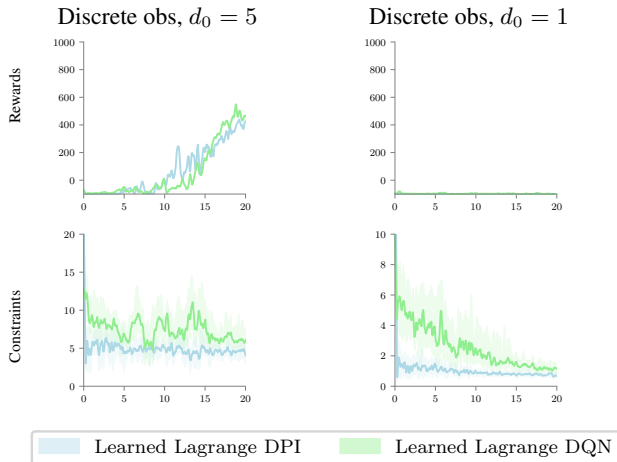 Discrete obs, d₀ = 5
Discrete obs, d₀ = 1
Rewards
1000
800
600
400
200
0
0 5 10 15 20
1000
800
600
400
200
0
0 5 10 15 20
Constraints
20
15
10
5
0
0 5 10 15 20
10
8
6
4
2
0
0 5 10 15 20
Learned Lagrange DPI
Learned Lagrange DQN